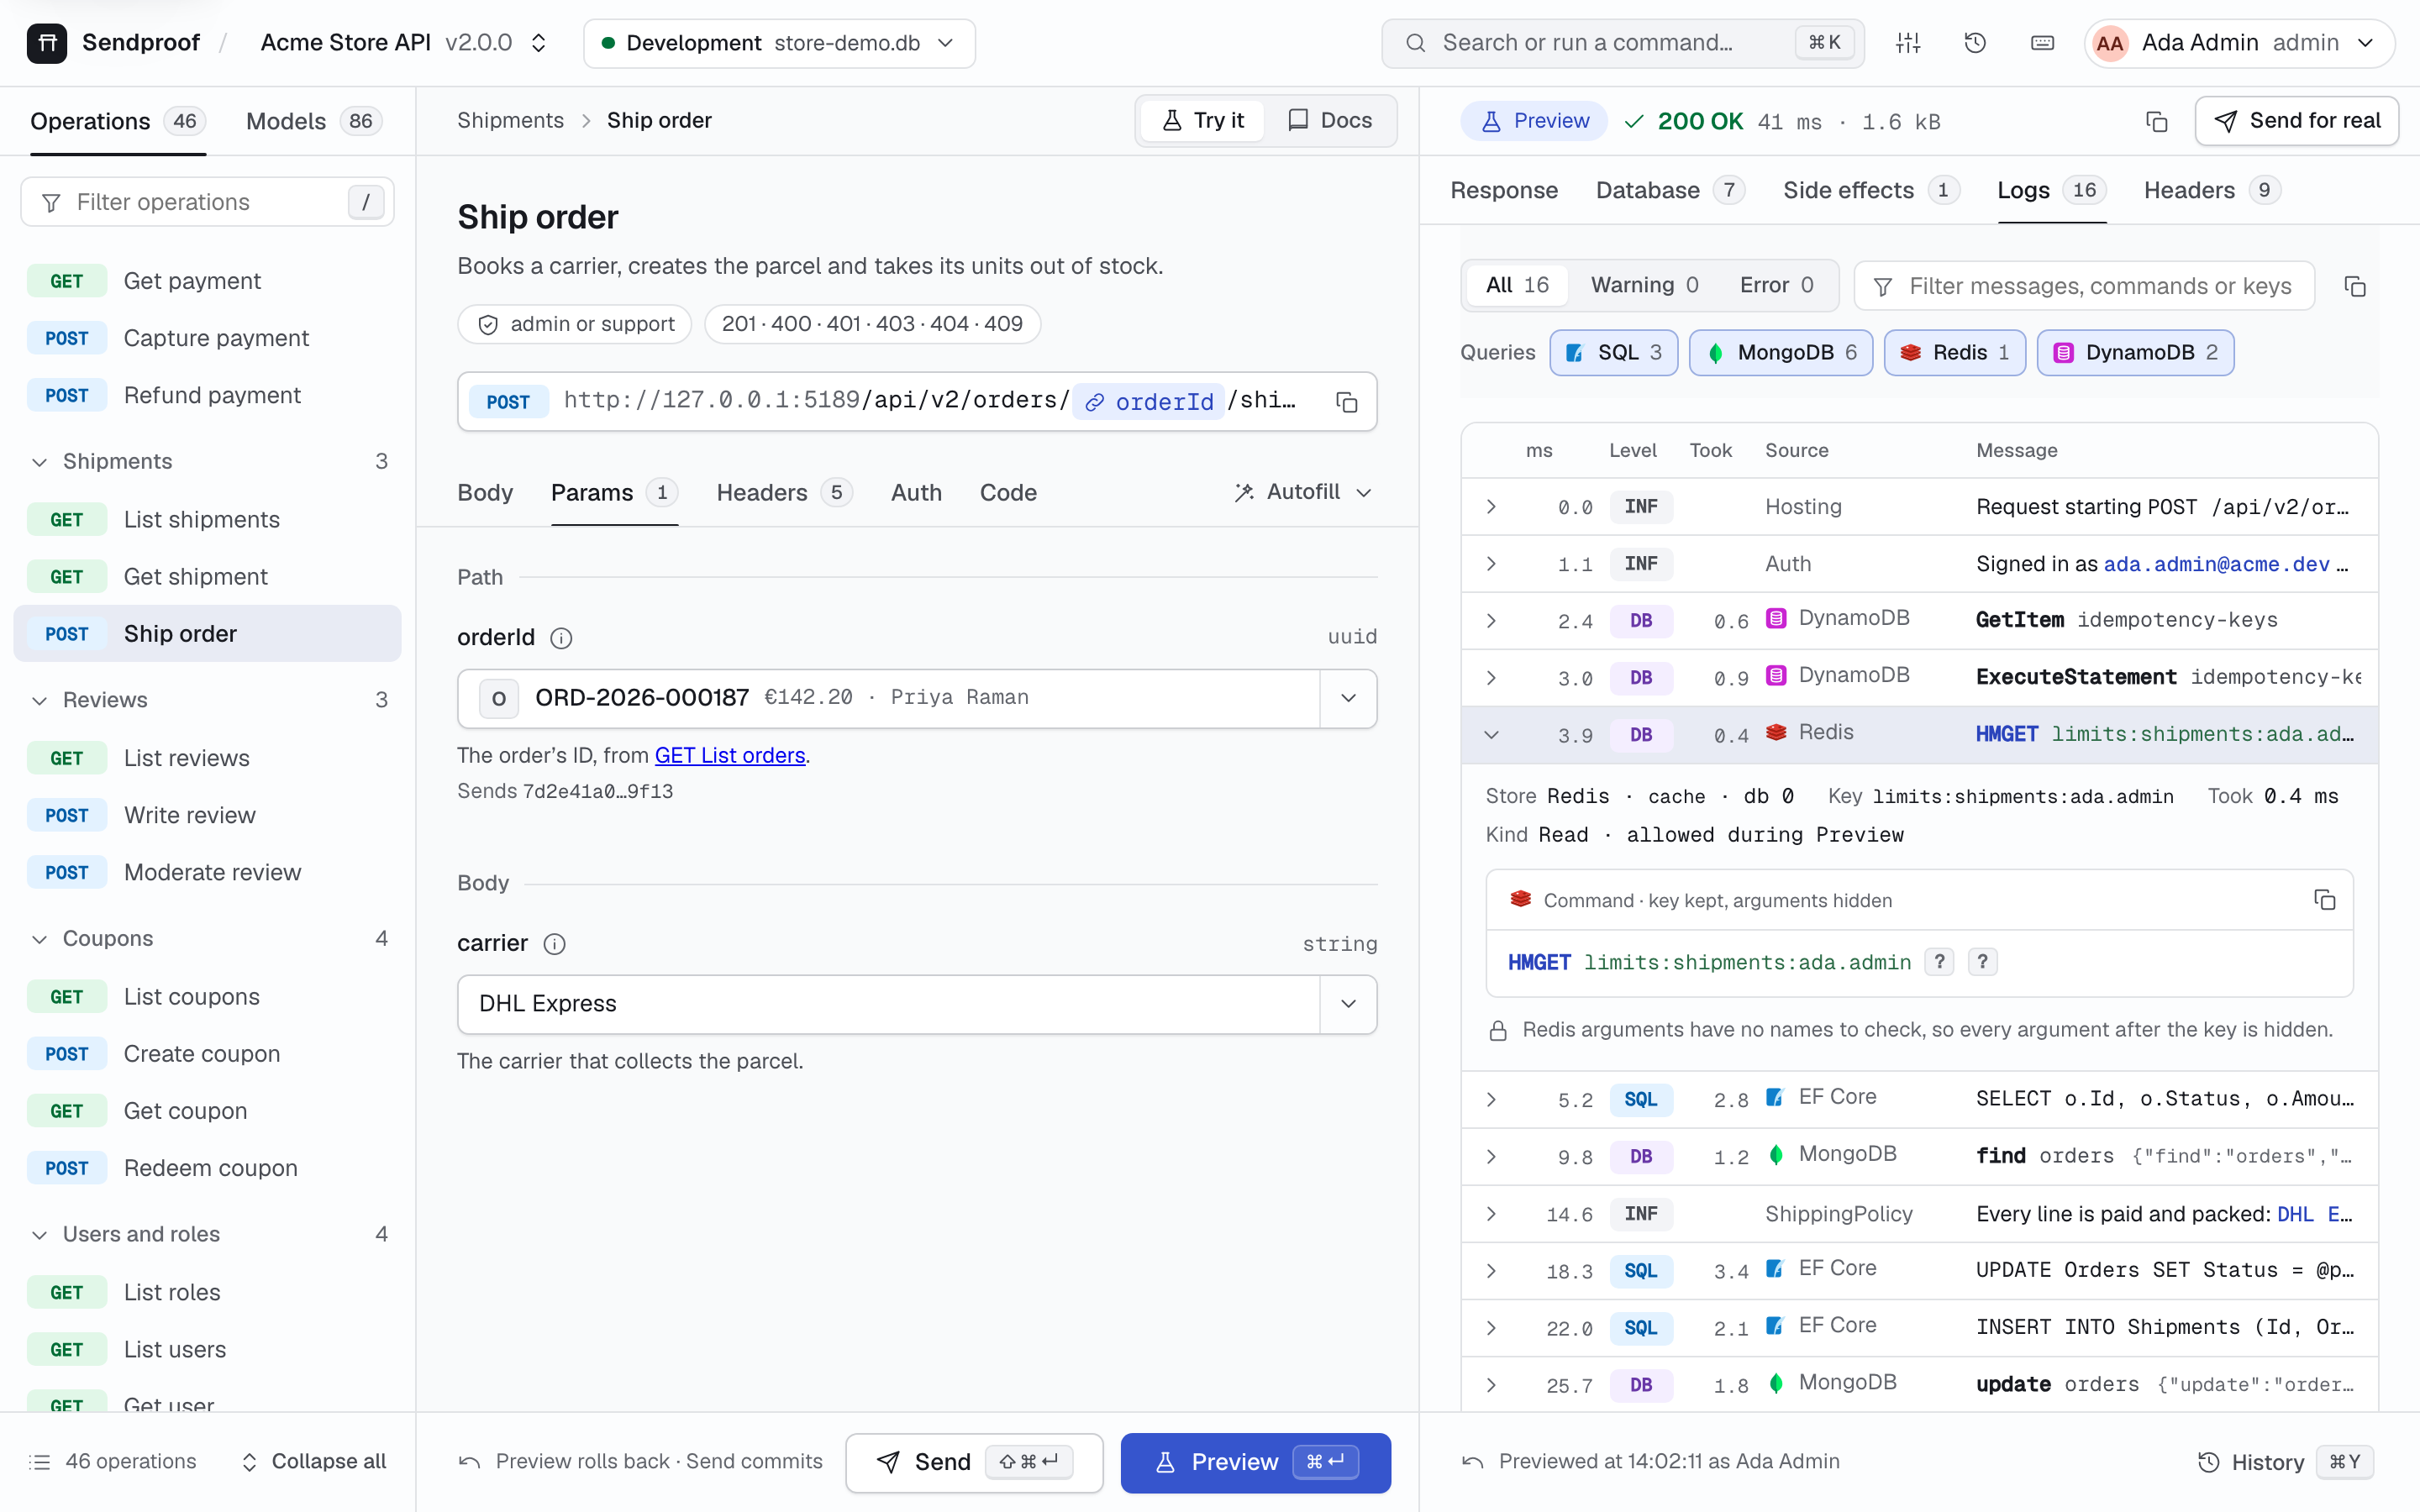 Sendproof / Acme Store API v2.0.0 Development store-demo.db Search or run a command… ⌘K AA Ada Admin admin
Operations 46 Models 86
Filter operations /
GET Get payment
POST Capture payment
POST Refund payment
Shipments 3
GET List shipments
GET Get shipment
POST Ship order
Reviews 3
GET List reviews
POST Write review
POST Moderate review
Coupons 4
GET List coupons
POST Create coupon
GET Get coupon
POST Redeem coupon
Users and roles 4
GET List roles
GET List users
GET Get user
46 operations Collapse all
Shipments > Ship order Try it Docs
Ship order
Books a carrier, creates the parcel and takes its units out of stock.
admin or support 201 · 400 · 401 · 403 · 404 · 409
POST http://127.0.0.1:5189/api/v2/orders/ orderId /shi…
Body Params 1 Headers 5 Auth Code Autofill
Path
orderId uuid
O ORD-2026-000187 €142.20 · Priya Raman
The order’s ID, from GET List orders.
Sends 7d2e41a0…9f13
Body
carrier string
DHL Express
The carrier that collects the parcel.
Preview rolls back · Send commits Send ⇧⌘↵ Preview ⌘↵
Preview 200 OK 41 ms · 1.6 kB Send for real
Response Database 7 Side effects 1 Logs 16 Headers 9
All 16 Warning 0 Error 0 Filter messages, commands or keys
Queries SQL 3 MongoDB 6 Redis 1 DynamoDB 2
ms Level Took Source Message
0.0 INF Hosting Request starting POST /api/v2/or…
1.1 INF Auth Signed in as ada.admin@acme.dev …
2.4 DB 0.6 DynamoDB GetItem idempotency-keys
3.0 DB 0.9 DynamoDB ExecuteStatement idempotency-ke
3.9 DB 0.4 Redis HMGET limits:shipments:ada.ad…
Store Redis · cache · db 0 Key limits:shipments:ada.admin Took 0.4 ms
Kind Read · allowed during Preview
Command · key kept, arguments hidden
HMGET limits:shipments:ada.admin ? ?
Redis arguments have no names to check, so every argument after the key is hidden.
5.2 SQL 2.8 EF Core SELECT o.Id, o.Status, o.Amou…
9.8 DB 1.2 MongoDB find orders {"find":"orders","…
14.6 INF ShippingPolicy Every line is paid and packed: DHL E…
18.3 SQL 3.4 EF Core UPDATE Orders SET Status = @p…
22.0 SQL 2.1 EF Core INSERT INTO Shipments (Id, Or…
25.7 DB 1.8 MongoDB update orders {"update":"order…
Previewed at 14:02:11 as Ada Admin History ⌘Y